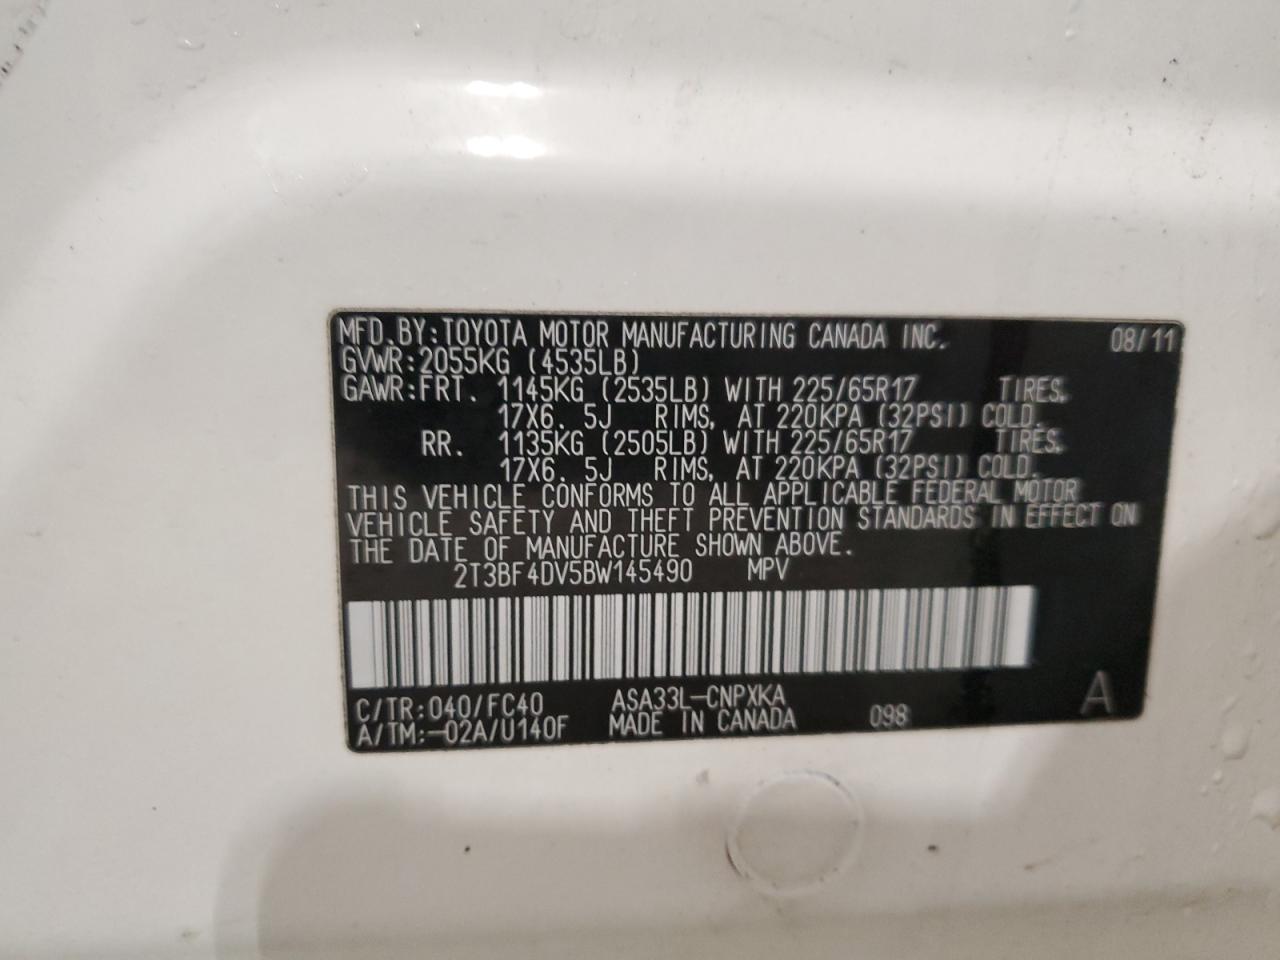 MFD.BY:TOYOTA MOTOR MANUFACTURING CANADA INC. 08/11
GVWR:2055KG (4535LB)
GAWR:FRT. 1145KG (2535LB) WITH 225/65R17 TIRES,
17X6.5J RIMS, AT 220KPA (32PSI) COLD.
RR. 1135KG (2505LB) WITH 225/65R17 TIRES,
17X6.5J RIMS, AT 220KPA (32PSI) COLD.
THIS VEHICLE CONFORMS TO ALL APPLICABLE FEDERAL MOTOR
VEHICLE SAFETY AND THEFT PREVENTION STANDARDS IN EFFECT ON
THE DATE OF MANUFACTURE SHOWN ABOVE.
2T3BF4DV5BW145490 MPV
C/TR:040/FC40 ASA33L-CNPXKA A
A/TM:-02A/U140F MADE IN CANADA 098